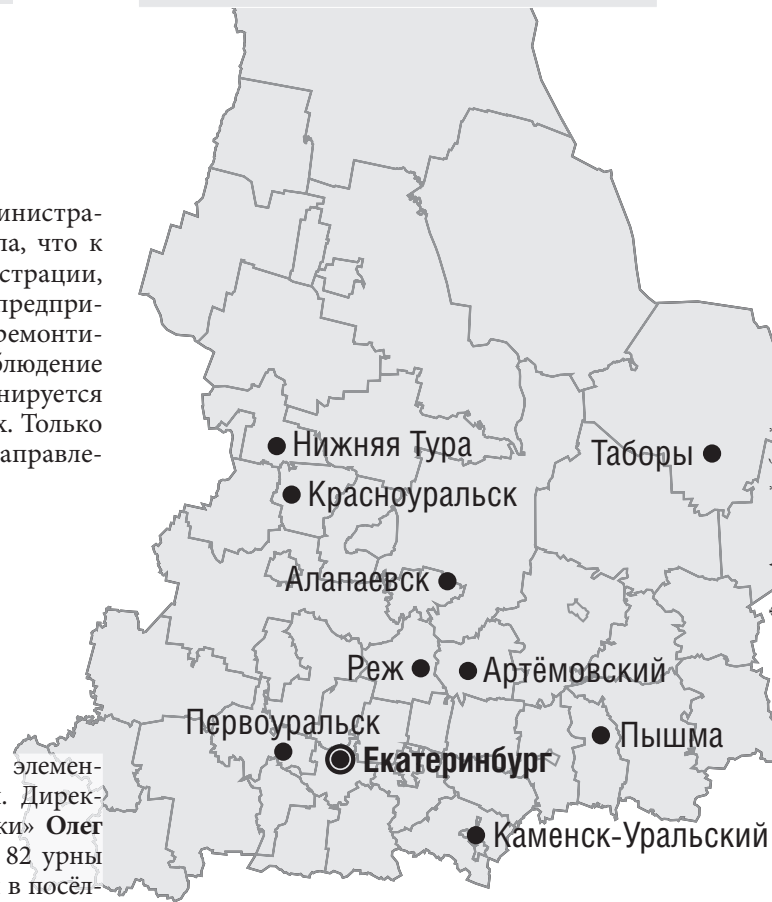 министра-
ла, что к
страции,
предпри-
ремонти-
блюдение
нируется
х. Только
аправле-
Нижняя Тура
Таборы
Красноуральск
Алапаевск
Реж
Артёмовский
Первоуральск
Пышма
Екатеринбург
Каменск-Уральский
элемен-
. Дирек-
ки» Олег
82 урны
в посёл-